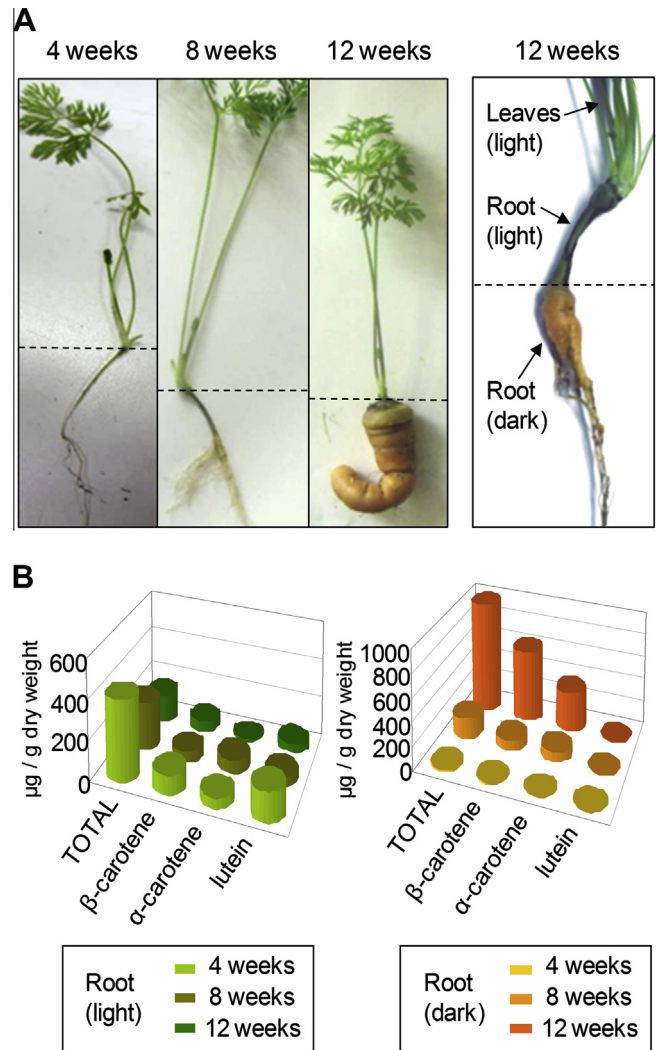 A
4 weeks
8 weeks
12 weeks
12 weeks
Leaves
(light)
Root
(light)
Root
(dark)
B
µg / g dry weight
600
400
200
0
TOTAL
β-carotene
α-carotene
lutein
µg / g dry weight
1000
800
600
400
200
0
TOTAL
β-carotene
α-carotene
lutein
Root
(light)
4 weeks
8 weeks
12 weeks
Root
(dark)
4 weeks
8 weeks
12 weeks